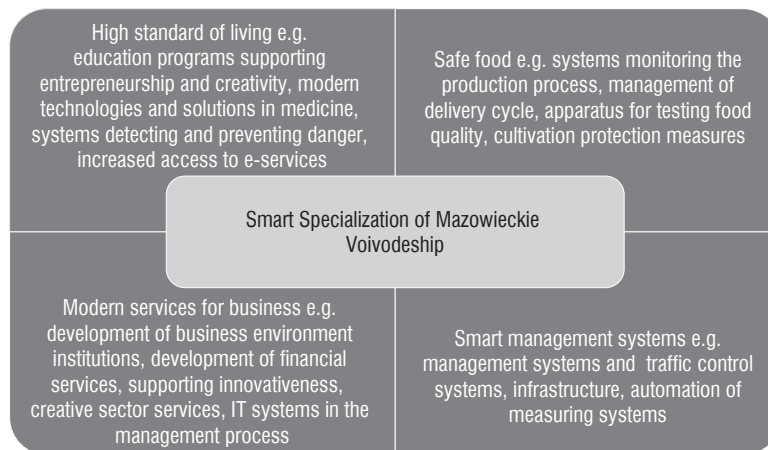 High standard of living e.g.
education programs supporting
entrepreneurship and creativity, modern
technologies and solutions in medicine,
systems detecting and preventing danger,
increased access to e-services
Safe food e.g. systems monitoring the
production process, management of
delivery cycle, apparatus for testing food
quality, cultivation protection measures
Smart Specialization of Mazowieckie
Voivodeship
Modern services for business e.g.
development of business environment
institutions, development of financial
services, supporting innovativeness,
creative sector services, IT systems in the
management process
Smart management systems e.g.
management systems and traffic control
systems, infrastructure, automation of
measuring systems